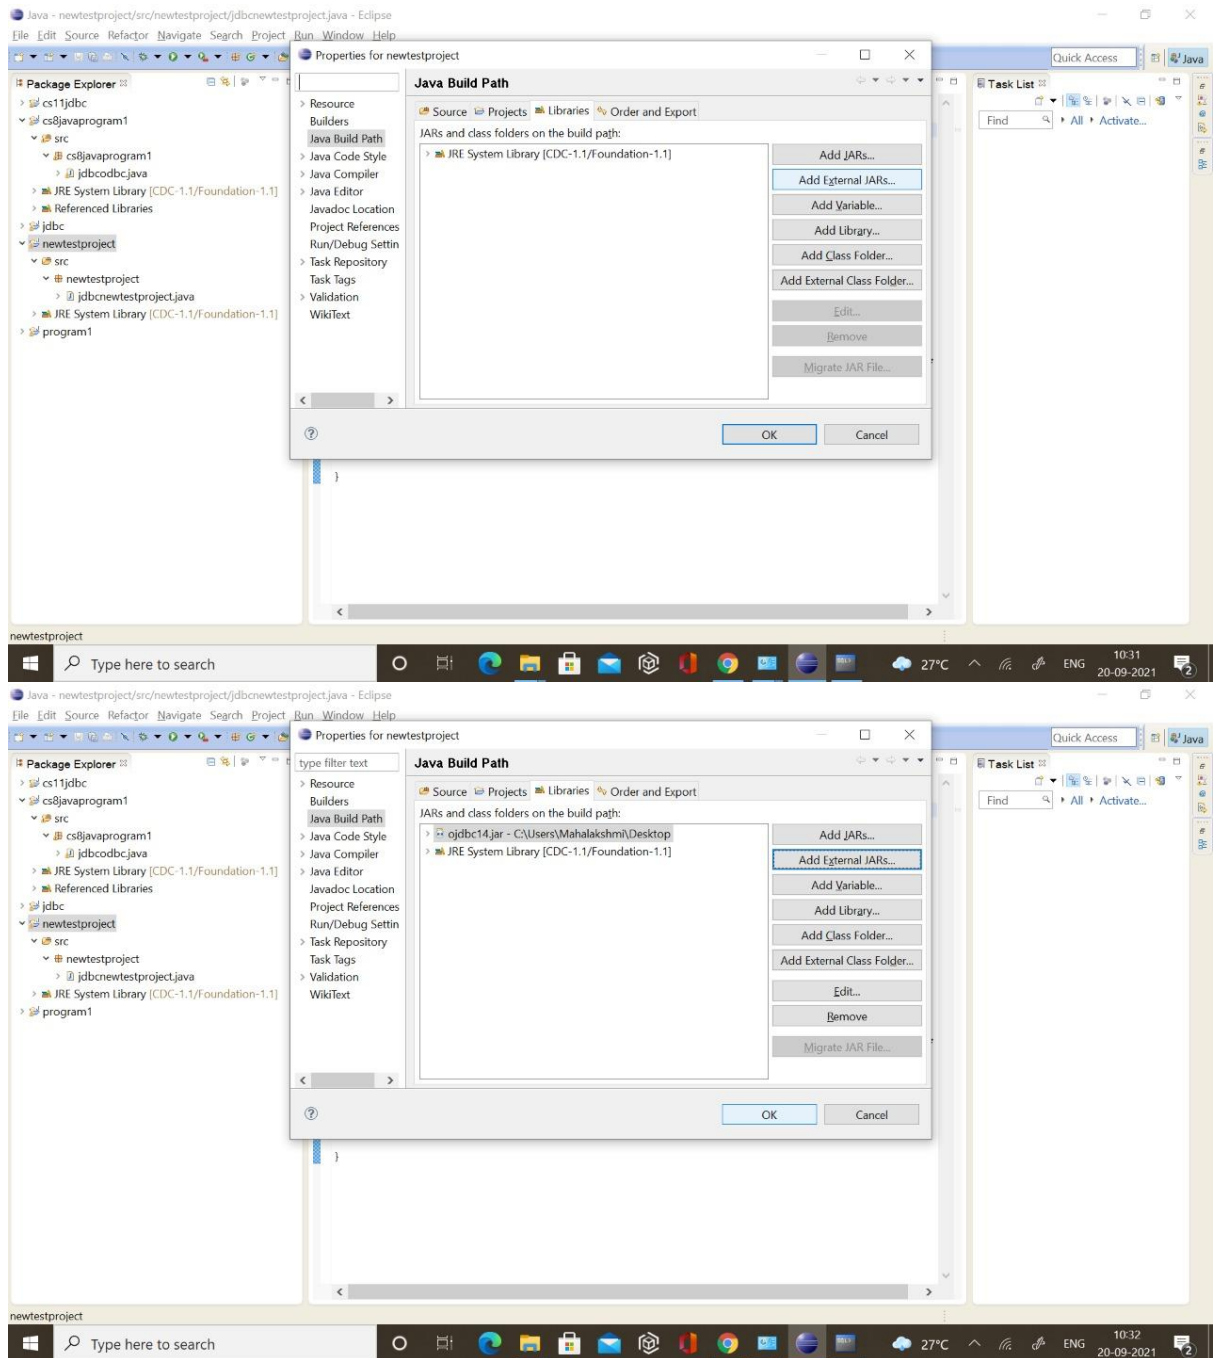 Java - newtestproject/src/newtestproject/jdbcnewtestproject.java - Eclipse
File Edit Source Refactor Navigate Search Project Run Window Help
Quick Access
Java
Package Explorer
cs11jdbc
cs8javaprogram1
src
cs8javaprogram1
jdbcodbc.java
JRE System Library [CDC-1.1/Foundation-1.1]
Referenced Libraries
jdbc
newtestproject
src
newtestproject
jdbcnewtestproject.java
JRE System Library [CDC-1.1/Foundation-1.1]
program1
Properties for newtestproject
Resource
Builders
Java Build Path
Java Code Style
Java Compiler
Java Editor
Javadoc Location
Project References
Run/Debug Settin
Task Repository
Task Tags
Validation
WikiText
Java Build Path
Source Projects Libraries Order and Export
JARs and class folders on the build path:
JRE System Library [CDC-1.1/Foundation-1.1]
Add JARs...
Add External JARs...
Add Variable...
Add Library...
Add Class Folder...
Add External Class Folder...
Edit...
Remove
Migrate JAR File...
OK Cancel
}
Task List
Find All Activate...
newtestproject
Type here to search
27°C ENG 10:31
20-09-2021
2
Java - newtestproject/src/newtestproject/jdbcnewtestproject.java - Eclipse
File Edit Source Refactor Navigate Search Project Run Window Help
Quick Access
Java
Package Explorer
cs11jdbc
cs8javaprogram1
src
cs8javaprogram1
jdbcodbc.java
JRE System Library [CDC-1.1/Foundation-1.1]
Referenced Libraries
jdbc
newtestproject
src
newtestproject
jdbcnewtestproject.java
JRE System Library [CDC-1.1/Foundation-1.1]
program1
Properties for newtestproject
type filter text
Resource
Builders
Java Build Path
Java Code Style
Java Compiler
Java Editor
Javadoc Location
Project References
Run/Debug Settin
Task Repository
Task Tags
Validation
WikiText
Java Build Path
Source Projects Libraries Order and Export
JARs and class folders on the build path:
ojdbc14.jar - C:\Users\Mahalakshmi\Desktop
JRE System Library [CDC-1.1/Foundation-1.1]
Add JARs...
Add External JARs...
Add Variable...
Add Library...
Add Class Folder...
Add External Class Folder...
Edit...
Remove
Migrate JAR File...
OK Cancel
}
Task List
Find All Activate...
newtestproject
Type here to search
27°C ENG 10:32
20-09-2021
2